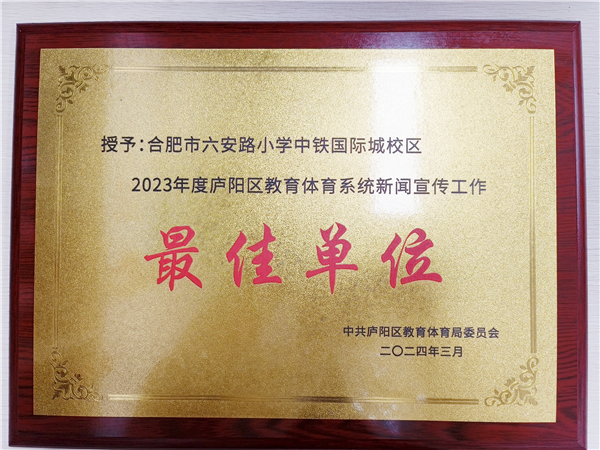 授予:合肥市六安路小学中铁国际城校区
2023年度庐阳区教育体育系统新闻宣传工作
最佳单位
中共庐阳区教育体育局委员会
二〇二四年三月